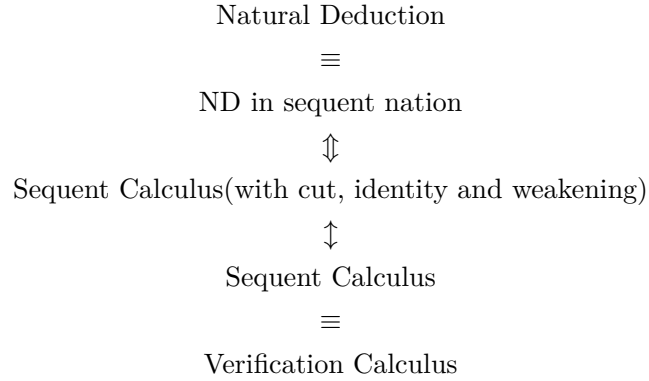 Natural Deduction
≡
ND in sequent nation
⇕
Sequent Calculus(with cut, identity and weakening)
↕
Sequent Calculus
≡
Verification Calculus